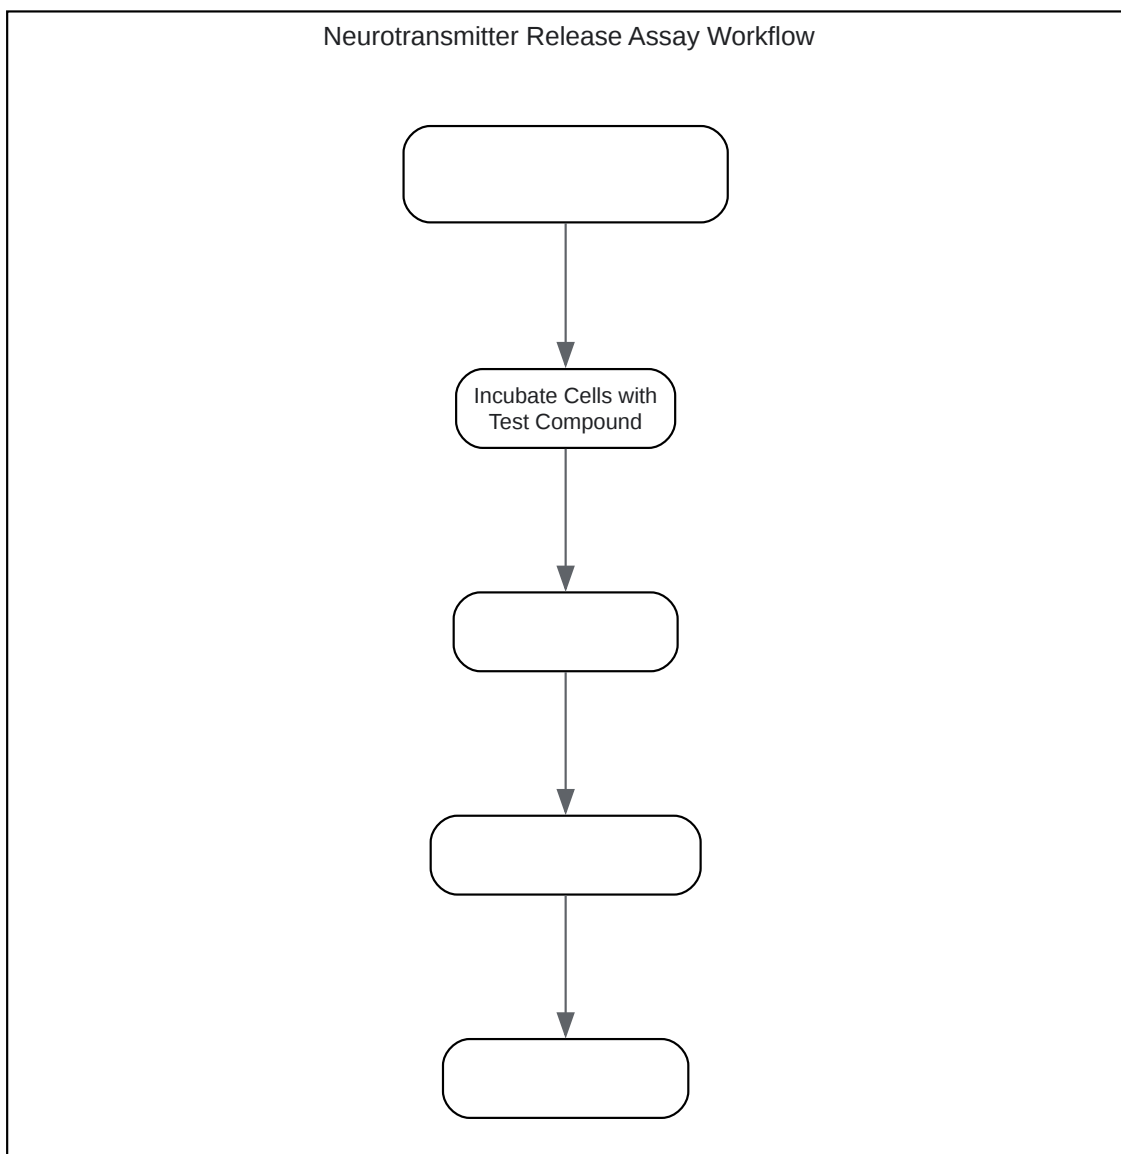 Neurotransmitter Release Assay Workflow
Incubate Cells with
Test Compound